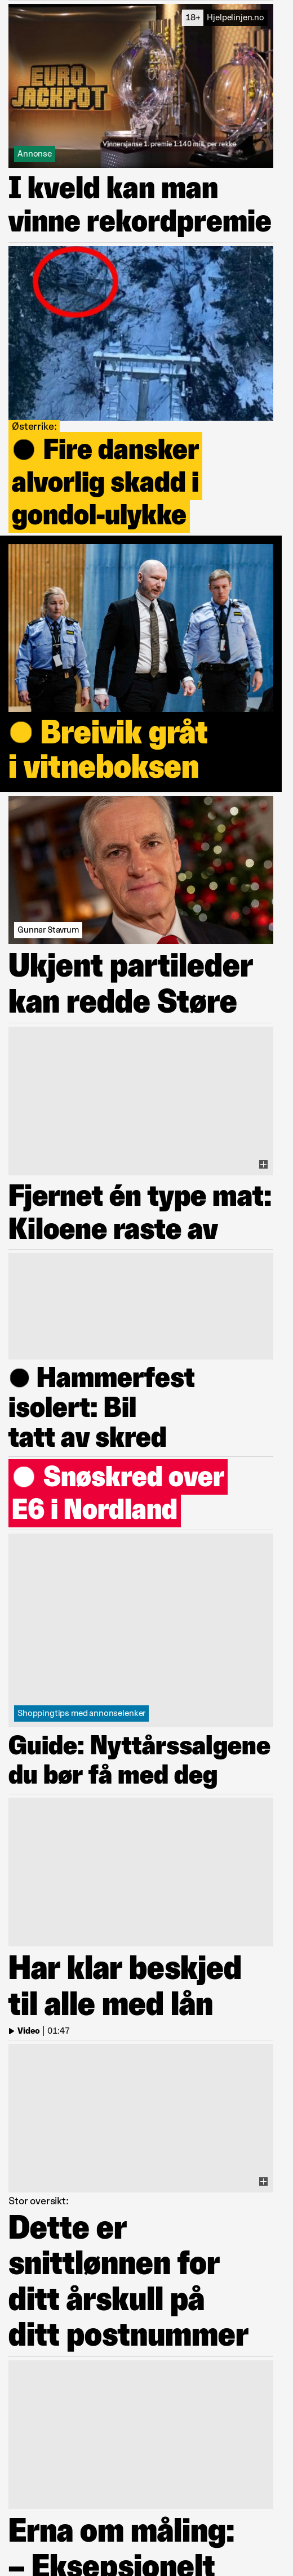 18+ Hjelpelinjen.no
EURO
JACKPOT
Vinnersjanse 1. premie 1:140 mill. per rekke
Annonse
I kveld kan man
vinne rekordpremie
Østerrike:
Fire dansker
alvorlig skadd i
gondol-ulykke
Breivik gråt
i vitneboksen
Gunnar Stavrum
Ukjent partileder
kan redde Støre
Fjernet én type mat:
Kiloene raste av
Hammerfest
isolert: Bil
tatt av skred
Snøskred over
E6 i Nordland
Shoppingtips med annonselenker
Guide: Nyttårssalgene
du bør få med deg
Har klar beskjed
til alle med lån
Video | 01:47
Stor oversikt:
Dette er
snittlønnen for
ditt årskull på
ditt postnummer
Erna om måling:
– Eksepsjonelt